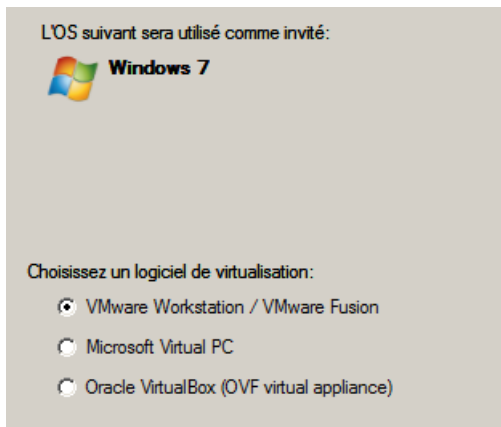 L'OS suivant sera utilisé comme invité:
Windows 7
Choisissez un logiciel de virtualisation:
VMware Workstation / VMware Fusion
Microsoft Virtual PC
Oracle VirtualBox (OVF virtual appliance)